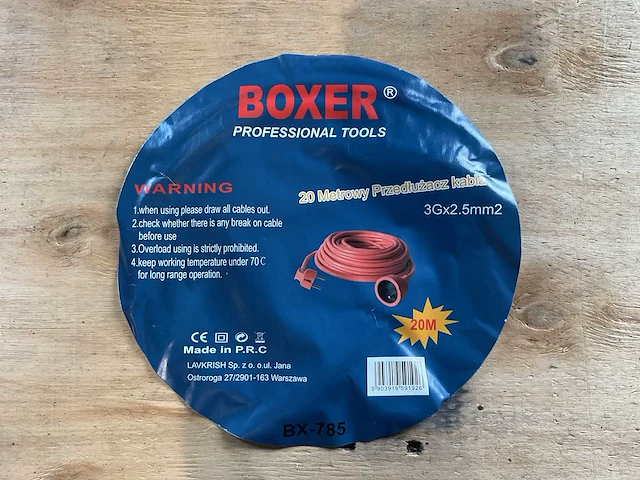 BOXER®
PROFESSIONAL TOOLS
WARNING
1.when using please draw all cables out.
2.check whether there is any break on cable
before use
3.Overload using is strictly prohibited.
4.keep working temperature under 70℃
for long range operation.
20 Metrowy Przedłużacz kabla
3Gx2.5mm2
20M
CE
Made in P.R.C
LAVKRISH Sp. z o. o.ul. Jana
Ostroroga 27/2901-163 Warszawa
5903919591926
BX-785